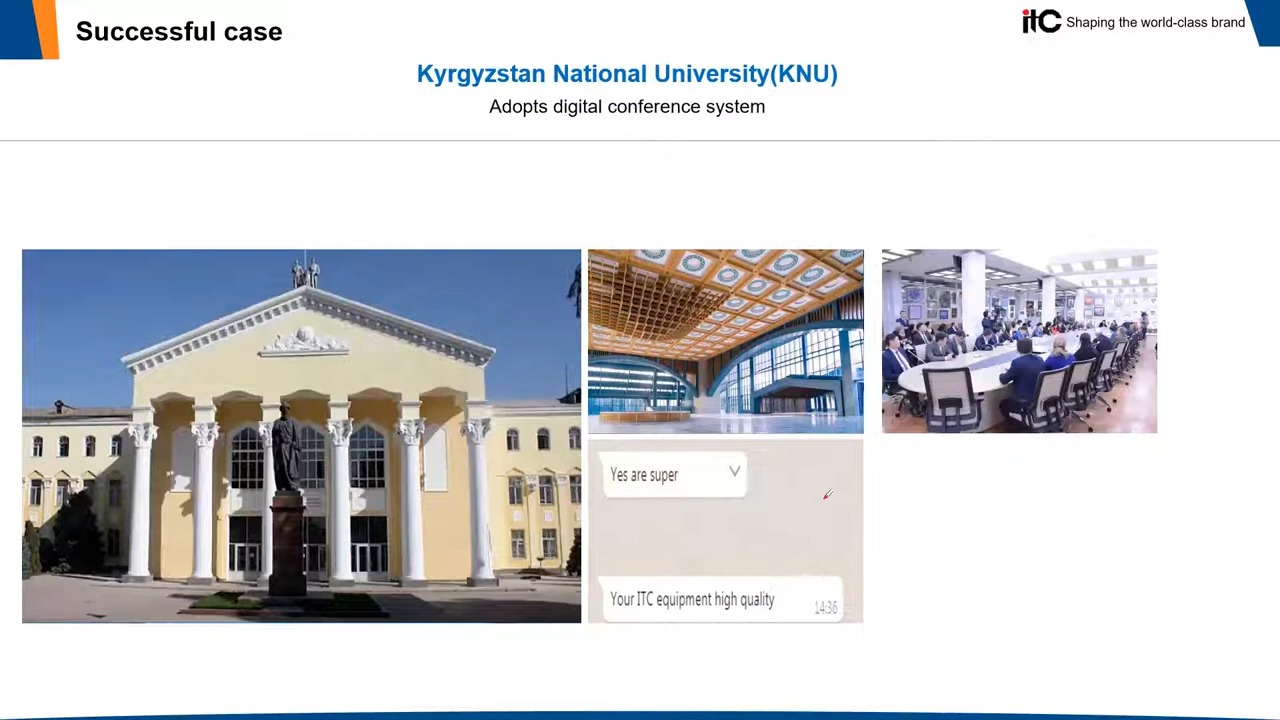 Successful case
itC Shaping the world-class brand
Kyrgyzstan National University(KNU)
Adopts digital conference system
Yes are super
Your ITC equipment high quality
14:36